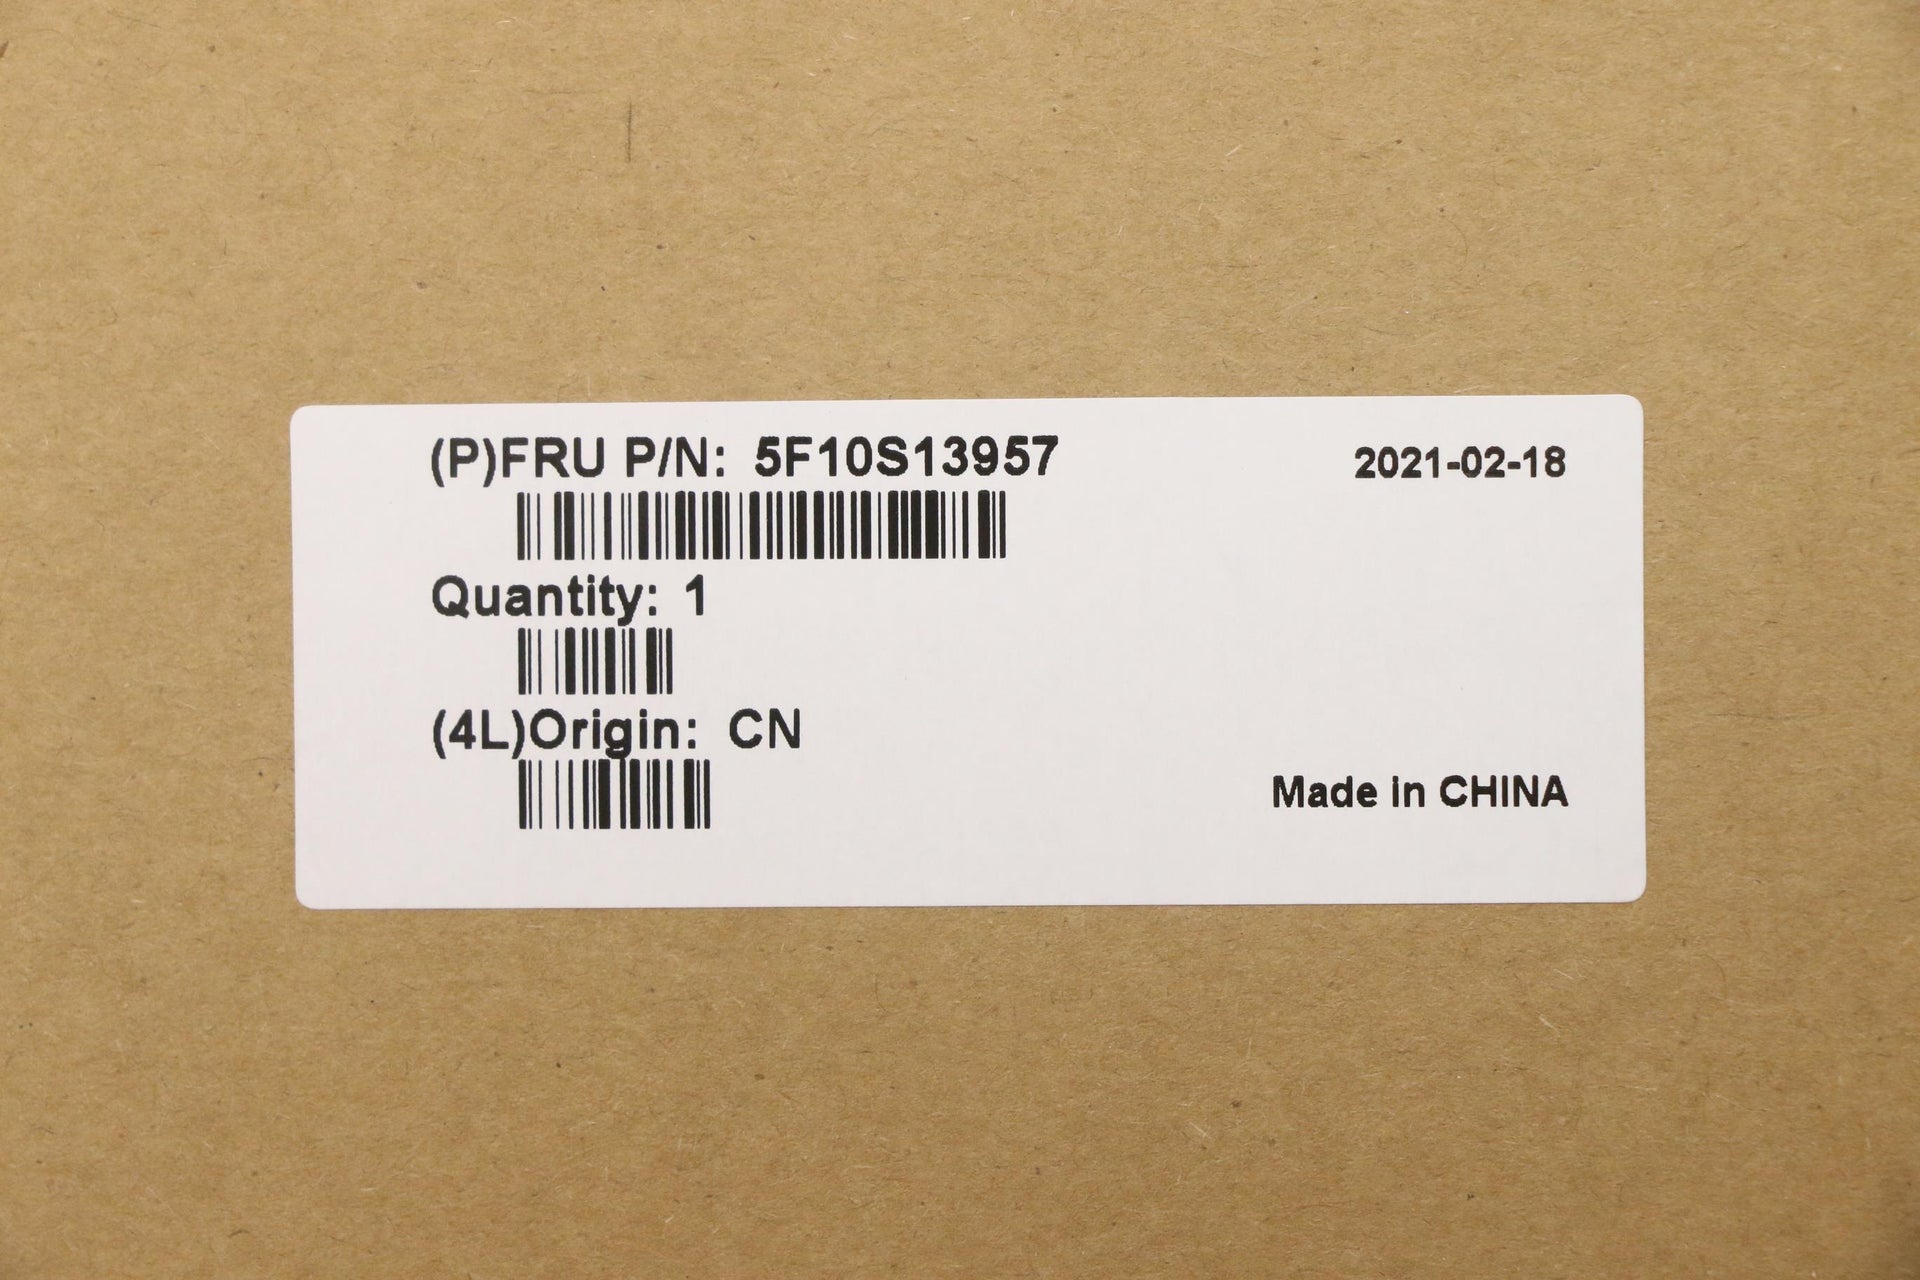 (P)FRU P/N: 5F10S13957
2021-02-18
Quantity: 1
(4L)Origin: CN
Made in CHINA